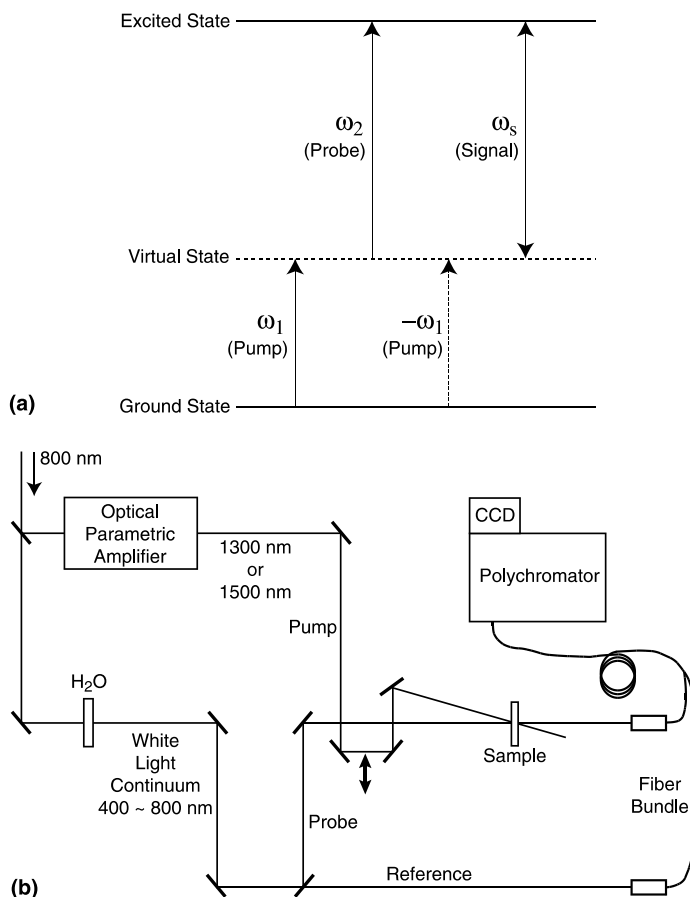 Excited State
ω2
(Probe)
ωs
(Signal)
Virtual State
ω1
(Pump)
−ω1
(Pump)
(a)
Ground State
800 nm
Optical
Parametric
Amplifier
1300 nm
or
1500 nm
Pump
CCD
Polychromator
H2O
White
Light
Continuum
400 ~ 800 nm
Sample
Probe
Fiber
Bundle
Reference
(b)